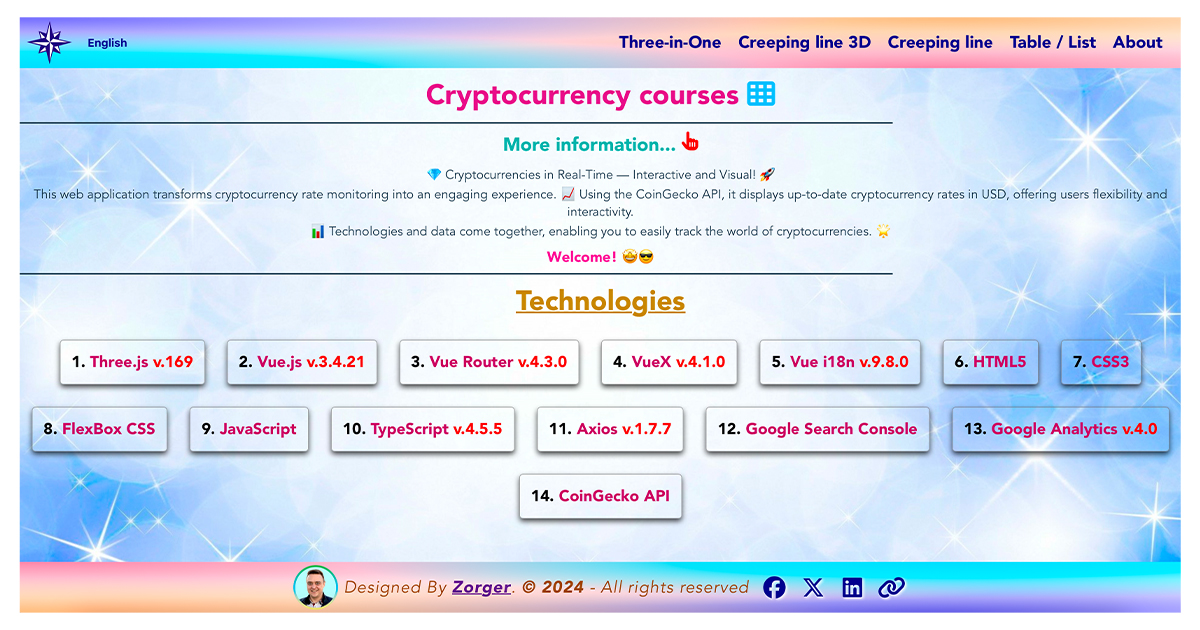 English
Three-in-One Creeping line 3D Creeping line Table / List About
Cryptocurrency courses
More information...
💎 Cryptocurrencies in Real-Time — Interactive and Visual! 🚀
This web application transforms cryptocurrency rate monitoring into an engaging experience. 📈 Using the CoinGecko API, it displays up-to-date cryptocurrency rates in USD, offering users flexibility and
interactivity.
📊 Technologies and data come together, enabling you to easily track the world of cryptocurrencies. 🌟
Welcome! 🤩😎
Technologies
1. Three.js v.169 2. Vue.js v.3.4.21 3. Vue Router v.4.3.0 4. VueX v.4.1.0 5. Vue i18n v.9.8.0 6. HTML5 7. CSS3
8. FlexBox CSS 9. JavaScript 10. TypeScript v.4.5.5 11. Axios v.1.7.7 12. Google Search Console 13. Google Analytics v.4.0
14. CoinGecko API
Designed By Zorger. © 2024 - All rights reserved